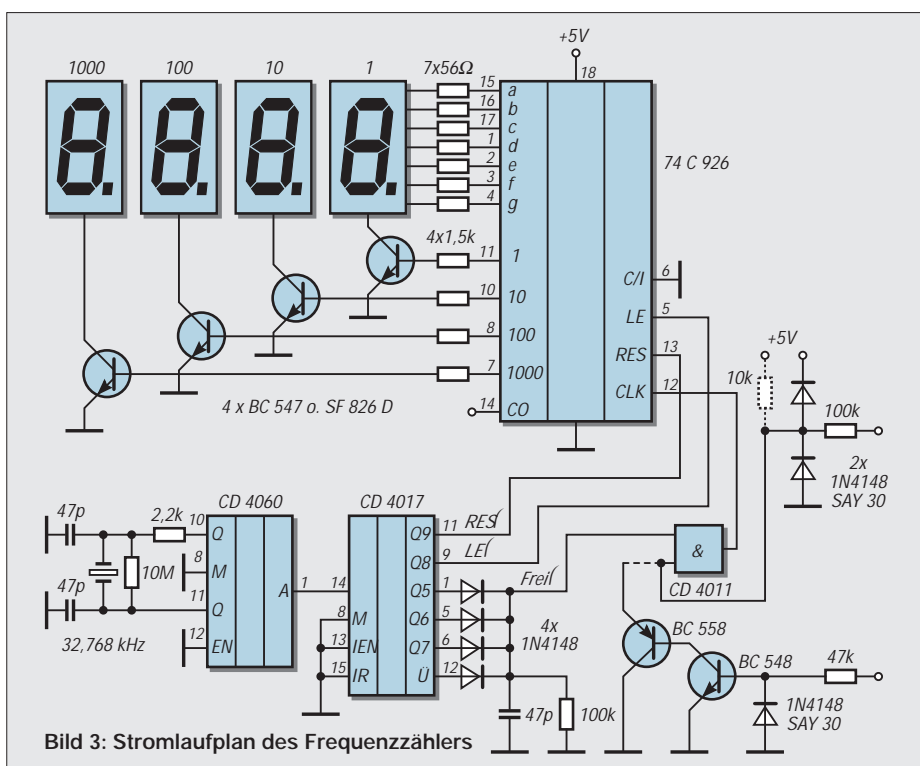 +5V
1000 100 10 1 7x56Ω 18
15 a
16 b
17 c
1 d
2 e
3 f
4 g
74 C 926
4x1,5k
11 1
10 10
8 100
7 1000
14 CO
C/I 6
LE 5
RES 13
CLK 12
4 x BC 547 o. SF 826 D
+5V
10k
100k
2x
1N4148
SAY 30
CD 4060
CD 4017
47p
2,2k
10 Q
8 M
10M
11 Q
47p
12 EN
32,768 kHz
A 1
14
8 M
13 IEN
15 IR
Q9 11 RES
Q8 9 LE
Q5 1 Frei
Q6 5
Q7 6
Ü 12
4x
1N4148
47p
100k
&
CD 4011
BC 558
BC 548
47k
1N4148
SAY 30
Bild 3: Stromlaufplan des Frequenzzählers